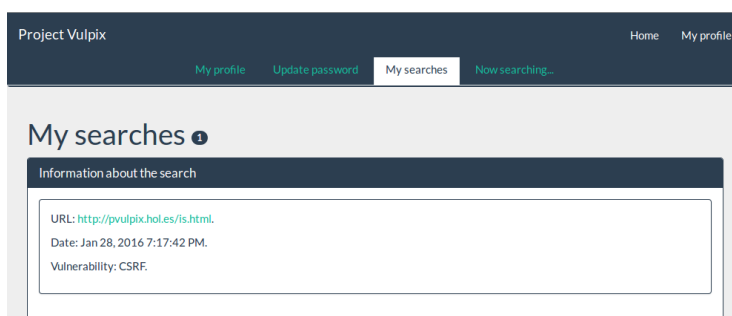 Project Vulpix Home My profile
My profile Update password My searches Now searching...
My searches 1
Information about the search
URL: http://pvulpix.hol.es/is.html.
Date: Jan 28, 2016 7:17:42 PM.
Vulnerability: CSRF.